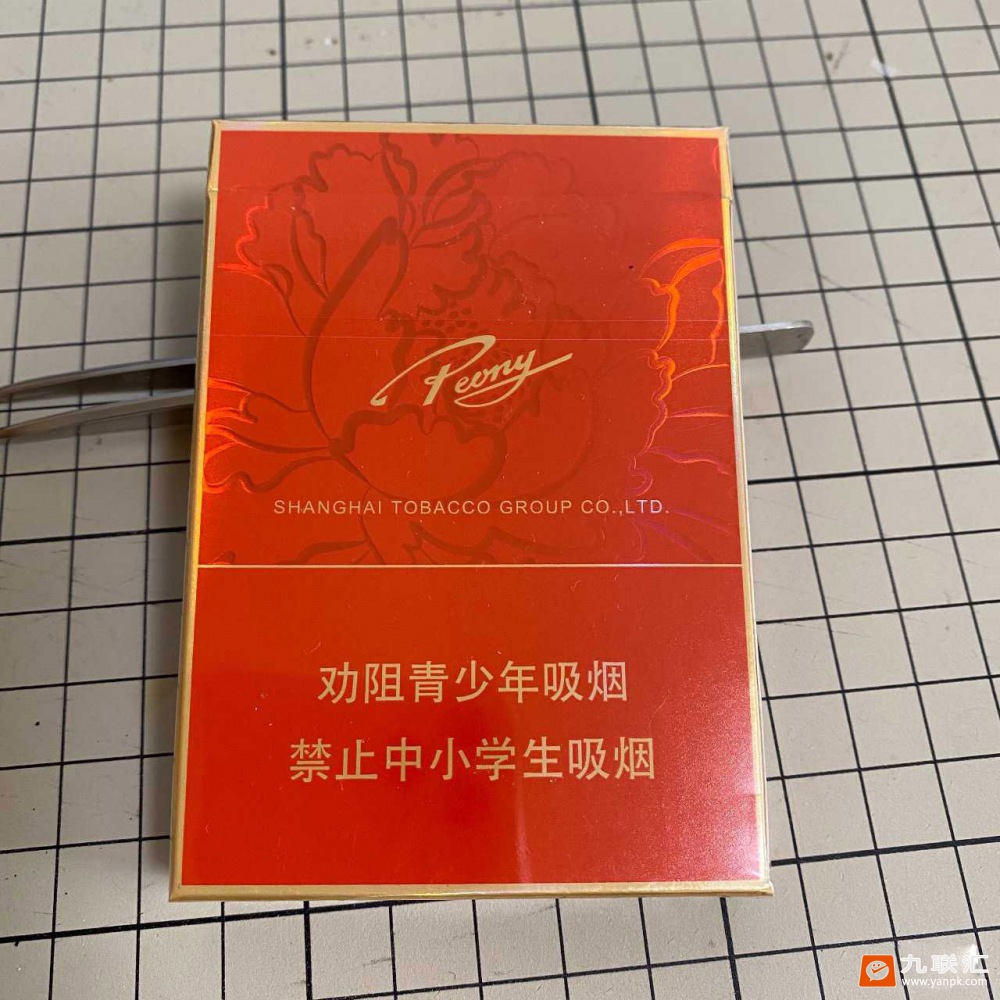 Peony
SHANGHAI TOBACCO GROUP CO.,LTD.
劝阻青少年吸烟
禁止中小学生吸烟
九联汇
www.yanpk.com